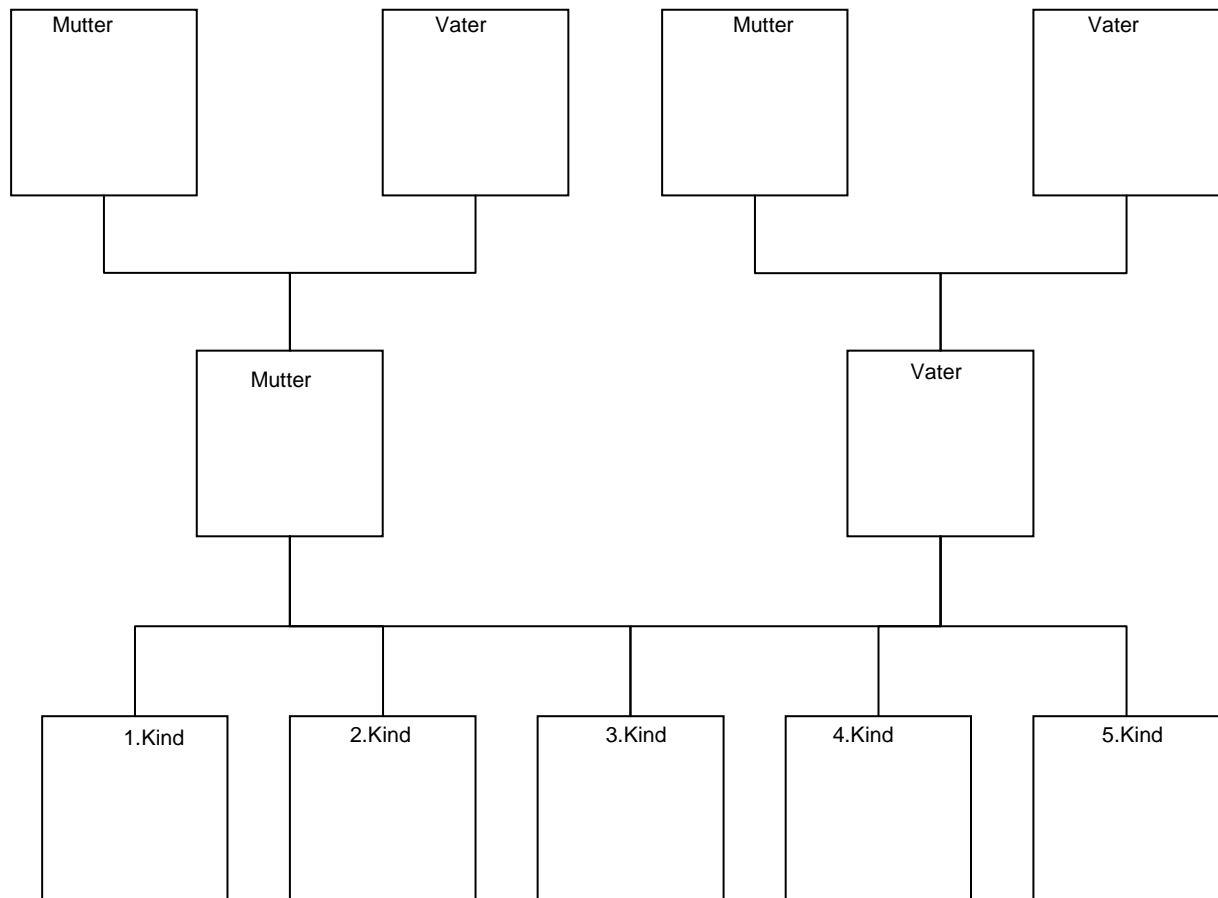 Mutter
Vater
Mutter
Vater
Mutter
Vater
1.Kind
2.Kind
3.Kind
4.Kind
5.Kind